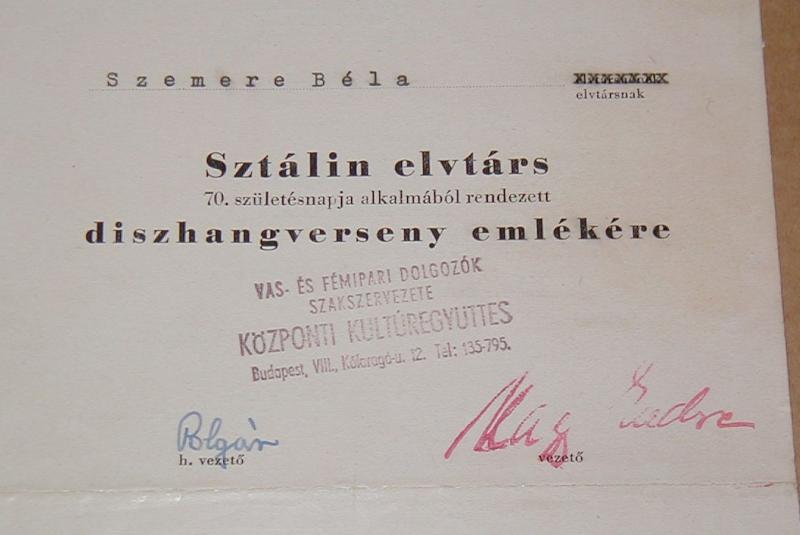 Szemere Béla xxxxxxx
elvtársnak
Sztálin elvtárs
70. születésnapja alkalmából rendezett
diszhangverseny emlékére
VAS- ÉS FÉMIPARI DOLGOZÓK
SZAKSZERVEZETE
KÖZPONTI KULTÚREGYÜTTES
Budapest, VIII., Kőfaragó-u. 12. Tel: 135-795.
Polgár
h. vezető
vezető